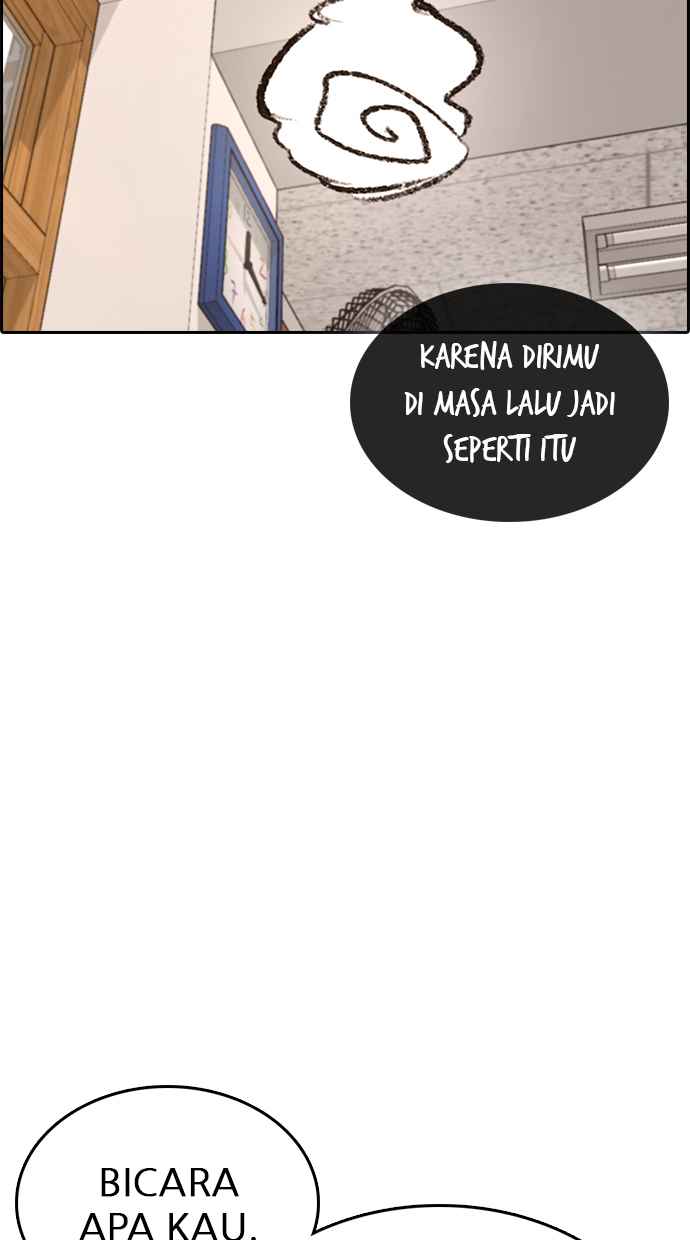 KARENA DIRIMU
DI MASA LALU JADI
SEPERTI ITU
BICARA
APA KAU.